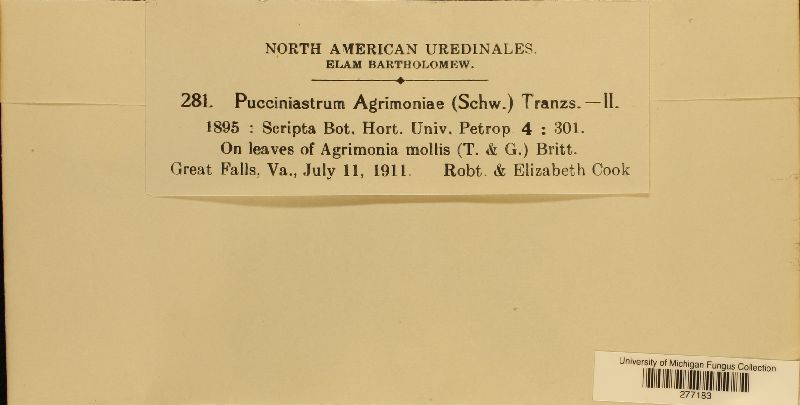 NORTH AMERICAN UREDINALES.
ELAM BARTHOLOMEW.
281. Pucciniastrum Agrimoniae (Schw.) Tranzs.—II.
1895 : Scripta Bot. Hort. Univ. Petrop 4 : 301.
On leaves of Agrimonia mollis (T. & G.) Britt.
Great Falls, Va., July 11, 1911. Robt. & Elizabeth Cook
University of Michigan Fungus Collection
277183